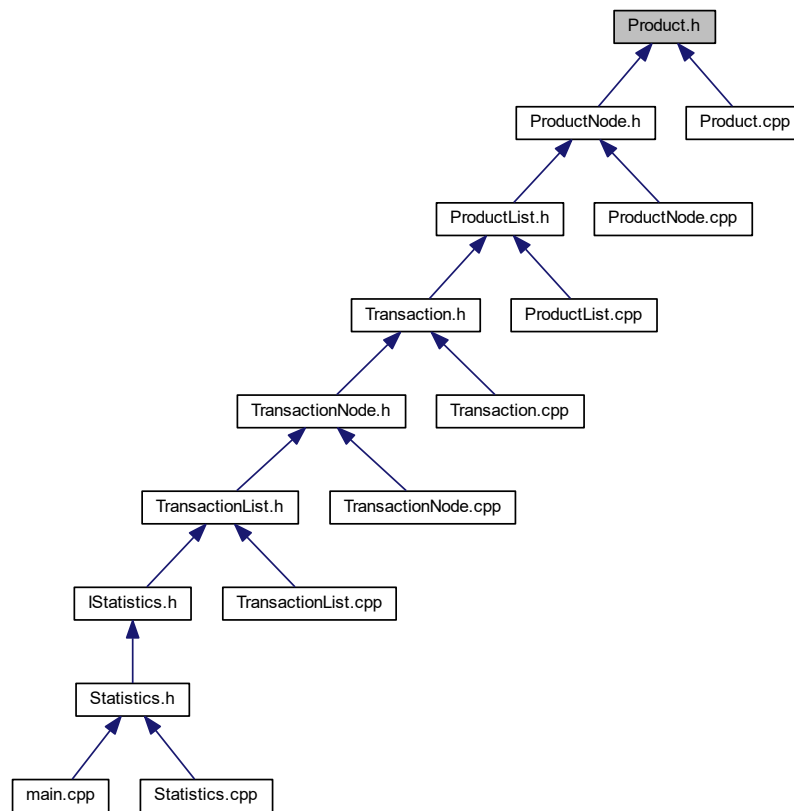 Product.h
ProductNode.h
Product.cpp
ProductList.h
ProductNode.cpp
Transaction.h
ProductList.cpp
TransactionNode.h
Transaction.cpp
TransactionList.h
TransactionNode.cpp
IStatistics.h
TransactionList.cpp
Statistics.h
main.cpp
Statistics.cpp